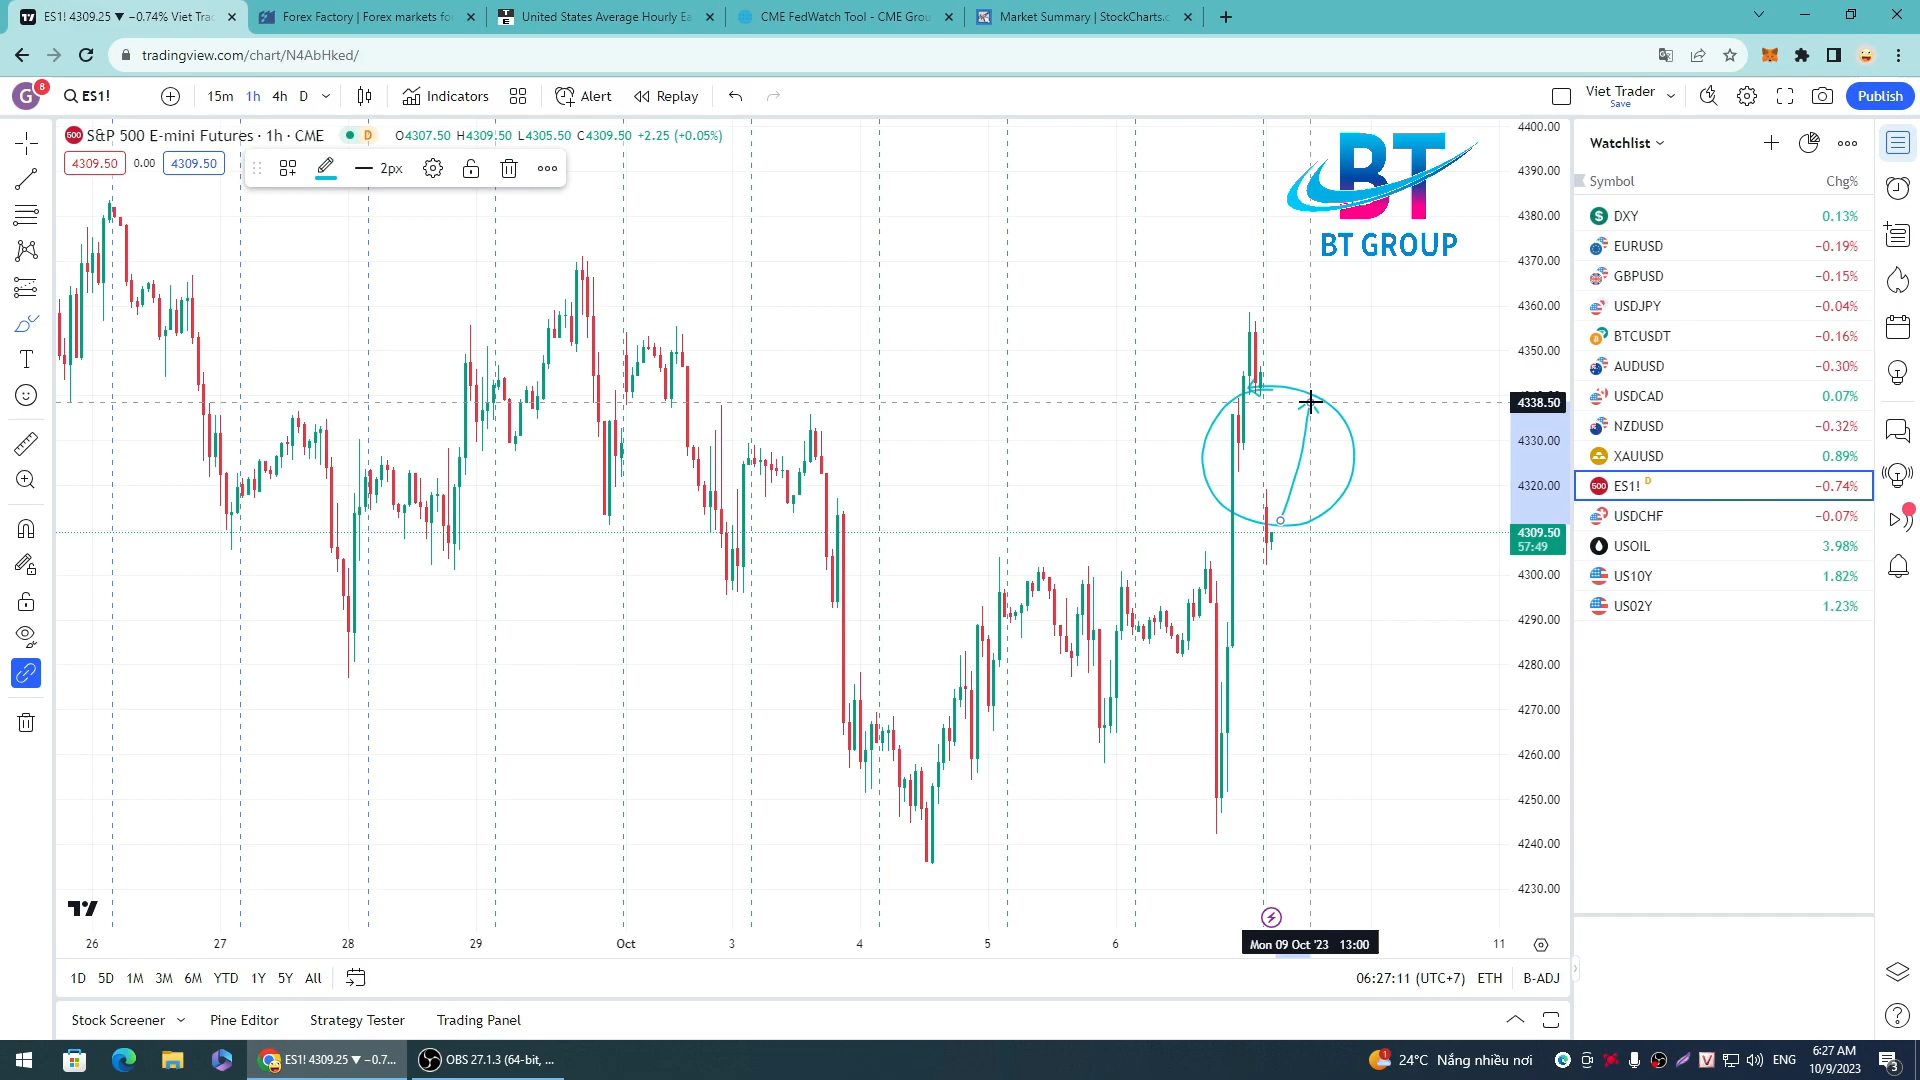 ES1! 4309.25 ▼ −0.74% Viet Tra
Forex Factory | Forex markets fo
United States Average Hourly Ea
CME FedWatch Tool - CME Grou
Market Summary | StockCharts.c
tradingview.com/chart/N4AbHked/
G 8
ES1!
15m 1h 4h D
Indicators
Alert
Replay
Viet Trader
Save
Publish
S&P 500 E-mini Futures · 1h · CME D O4307.50 H4309.50 L4305.50 C4309.50 +2.25 (+0.05%)
4309.50 0.00 4309.50
2px
BT
BT GROUP
4400.00
4390.00
4380.00
4370.00
4360.00
4350.00
4338.50
4330.00
4320.00
4309.50
57:49
4300.00
4290.00
4280.00
4270.00
4260.00
4250.00
4240.00
4230.00
26 27 28 29 Oct 3 4 5 6 Mon 09 Oct '23 13:00 11
1D 5D 1M 3M 6M YTD 1Y 5Y All
06:27:11 (UTC+7) ETH B-ADJ
Stock Screener Pine Editor Strategy Tester Trading Panel
Watchlist
Symbol Chg%
DXY 0.13%
EURUSD −0.19%
GBPUSD −0.15%
USDJPY −0.04%
BTCUSDT −0.16%
AUDUSD −0.30%
USDCAD 0.07%
NZDUSD −0.32%
XAUUSD 0.89%
500 ES1! D −0.74%
USDCHF −0.07%
USOIL 3.98%
US10Y 1.82%
US02Y 1.23%
ES1! 4309.25 ▼ −0.7...
OBS 27.1.3 (64-bit, ...
24°C Nắng nhiều nơi
ENG
6:27 AM
10/9/2023
3